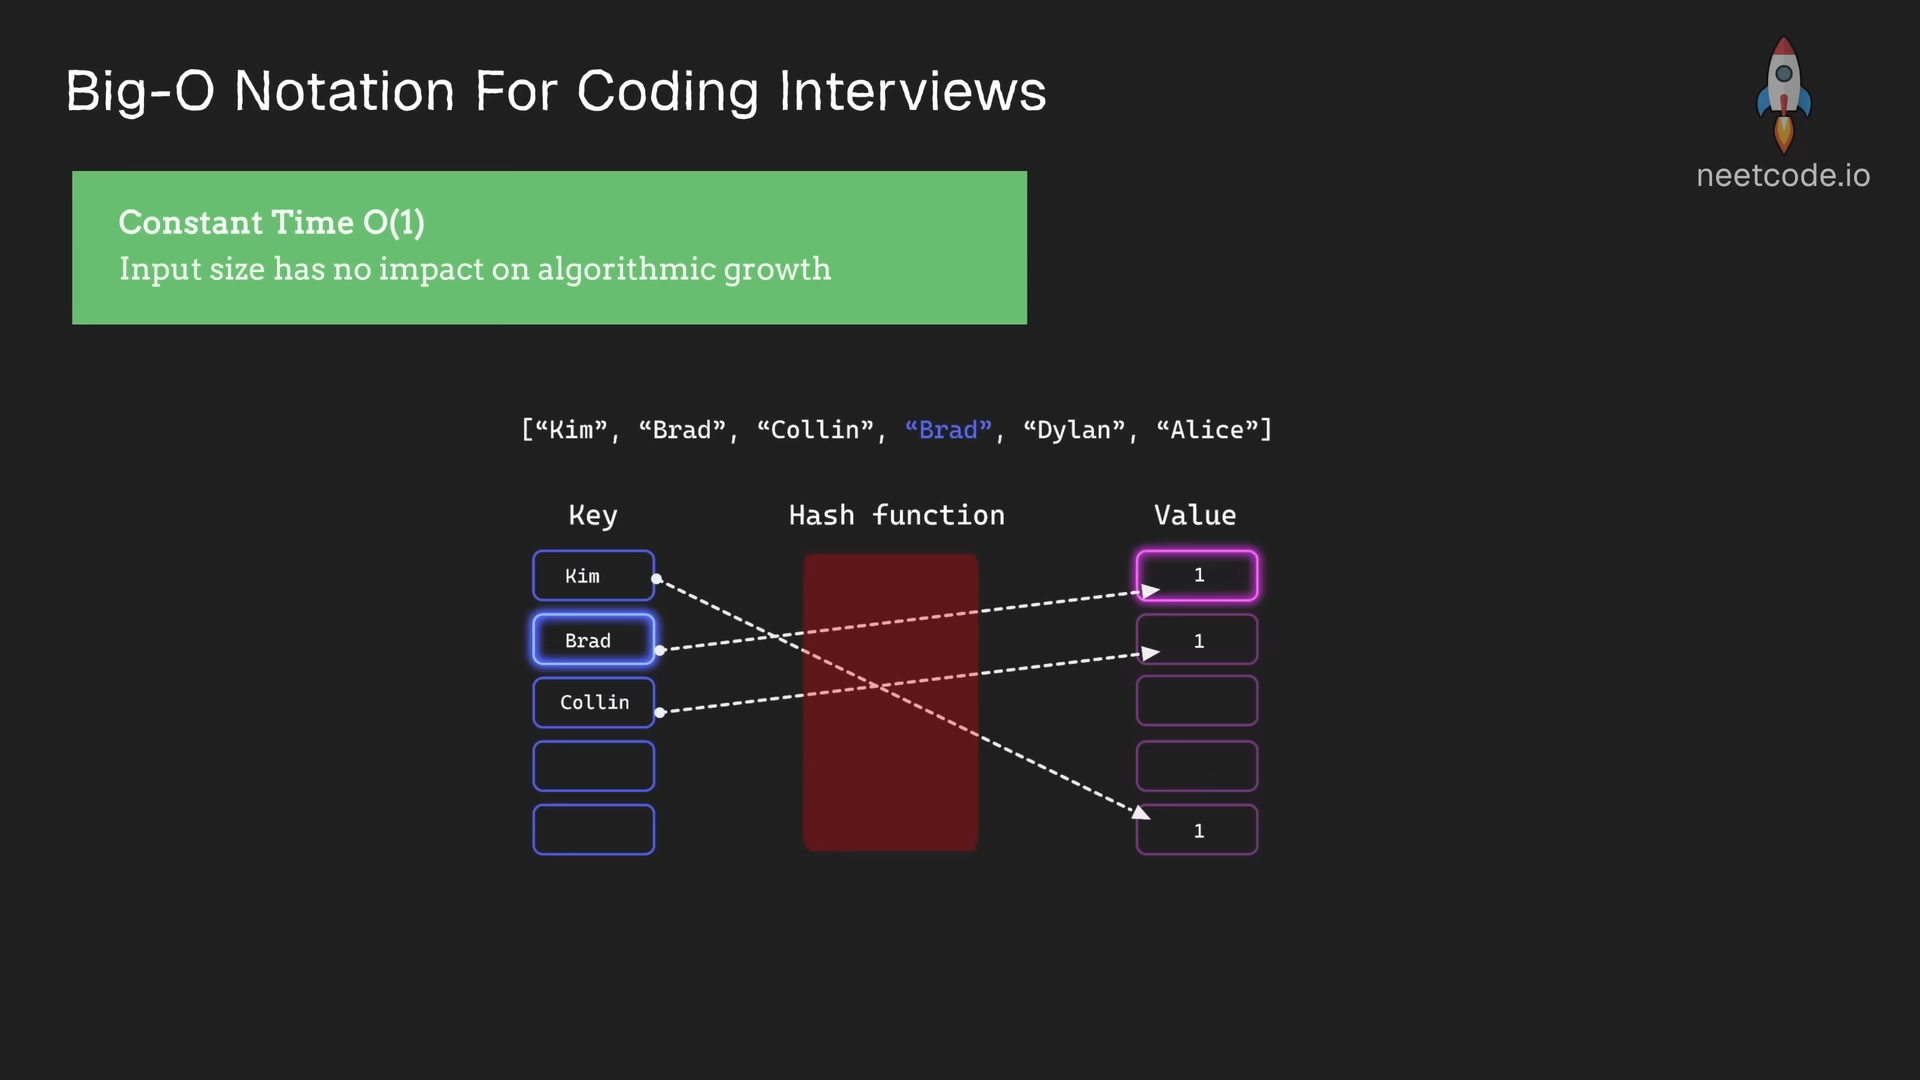 Big-O Notation For Coding Interviews
neetcode.io
Constant Time O(1)
Input size has no impact on algorithmic growth
[“Kim”, “Brad”, “Collin”, “Brad”, “Dylan”, “Alice”]
Key Hash function Value
Kim 1
Brad 1
Collin
1